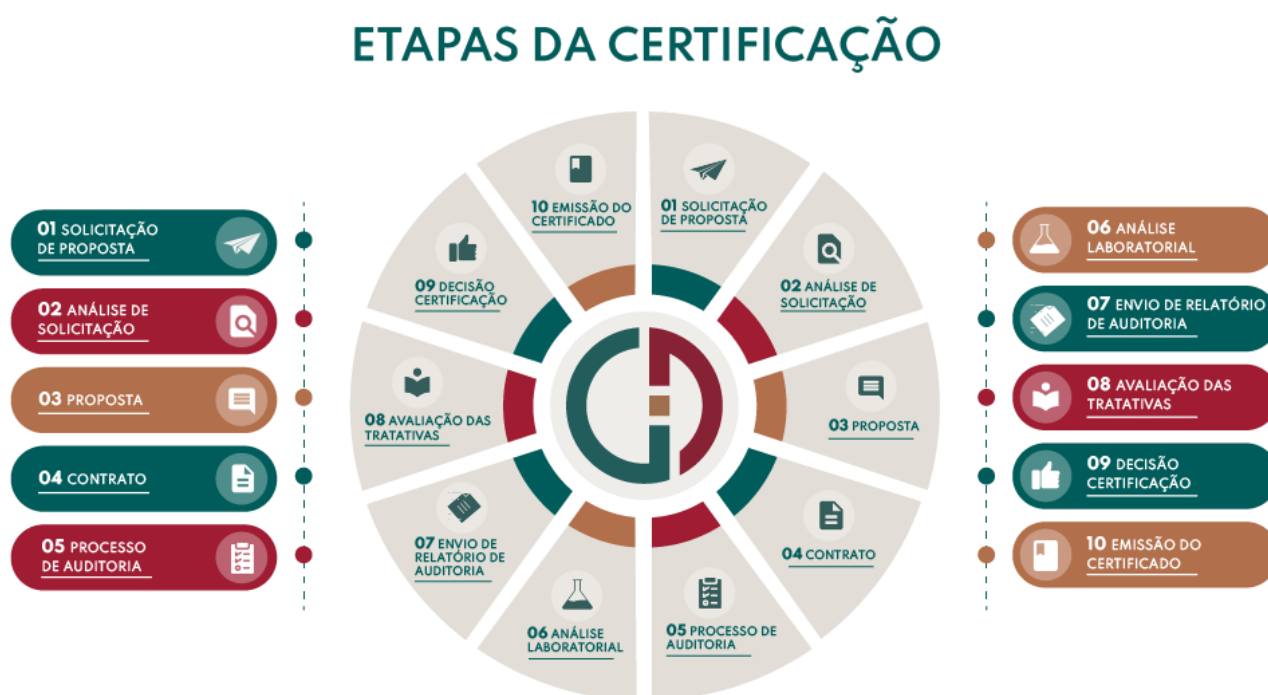 ETAPAS DA CERTIFICAÇÃO
01 SOLICITAÇÃO
DE PROPOSTA
02 ANÁLISE DE
SOLICITAÇÃO
03 PROPOSTA
04 CONTRATO
05 PROCESSO
DE AUDITORIA
10 EMISSÃO DO
CERTIFICADO
01 SOLICITAÇÃO
DE PROPOSTA
09 DECISÃO
CERTIFICAÇÃO
02 ANÁLISE DE
SOLICITAÇÃO
08 AVALIAÇÃO DAS
TRATATIVAS
03 PROPOSTA
07 ENVIO DE
RELATÓRIO DE
AUDITORIA
04 CONTRATO
06 ANÁLISE
LABORATORIAL
05 PROCESSO DE
AUDITORIA
06 ANÁLISE
LABORATORIAL
07 ENVIO DE RELATÓRIO
DE AUDITORIA
08 AVALIAÇÃO DAS
TRATATIVAS
09 DECISÃO
CERTIFICAÇÃO
10 EMISSÃO DO
CERTIFICADO